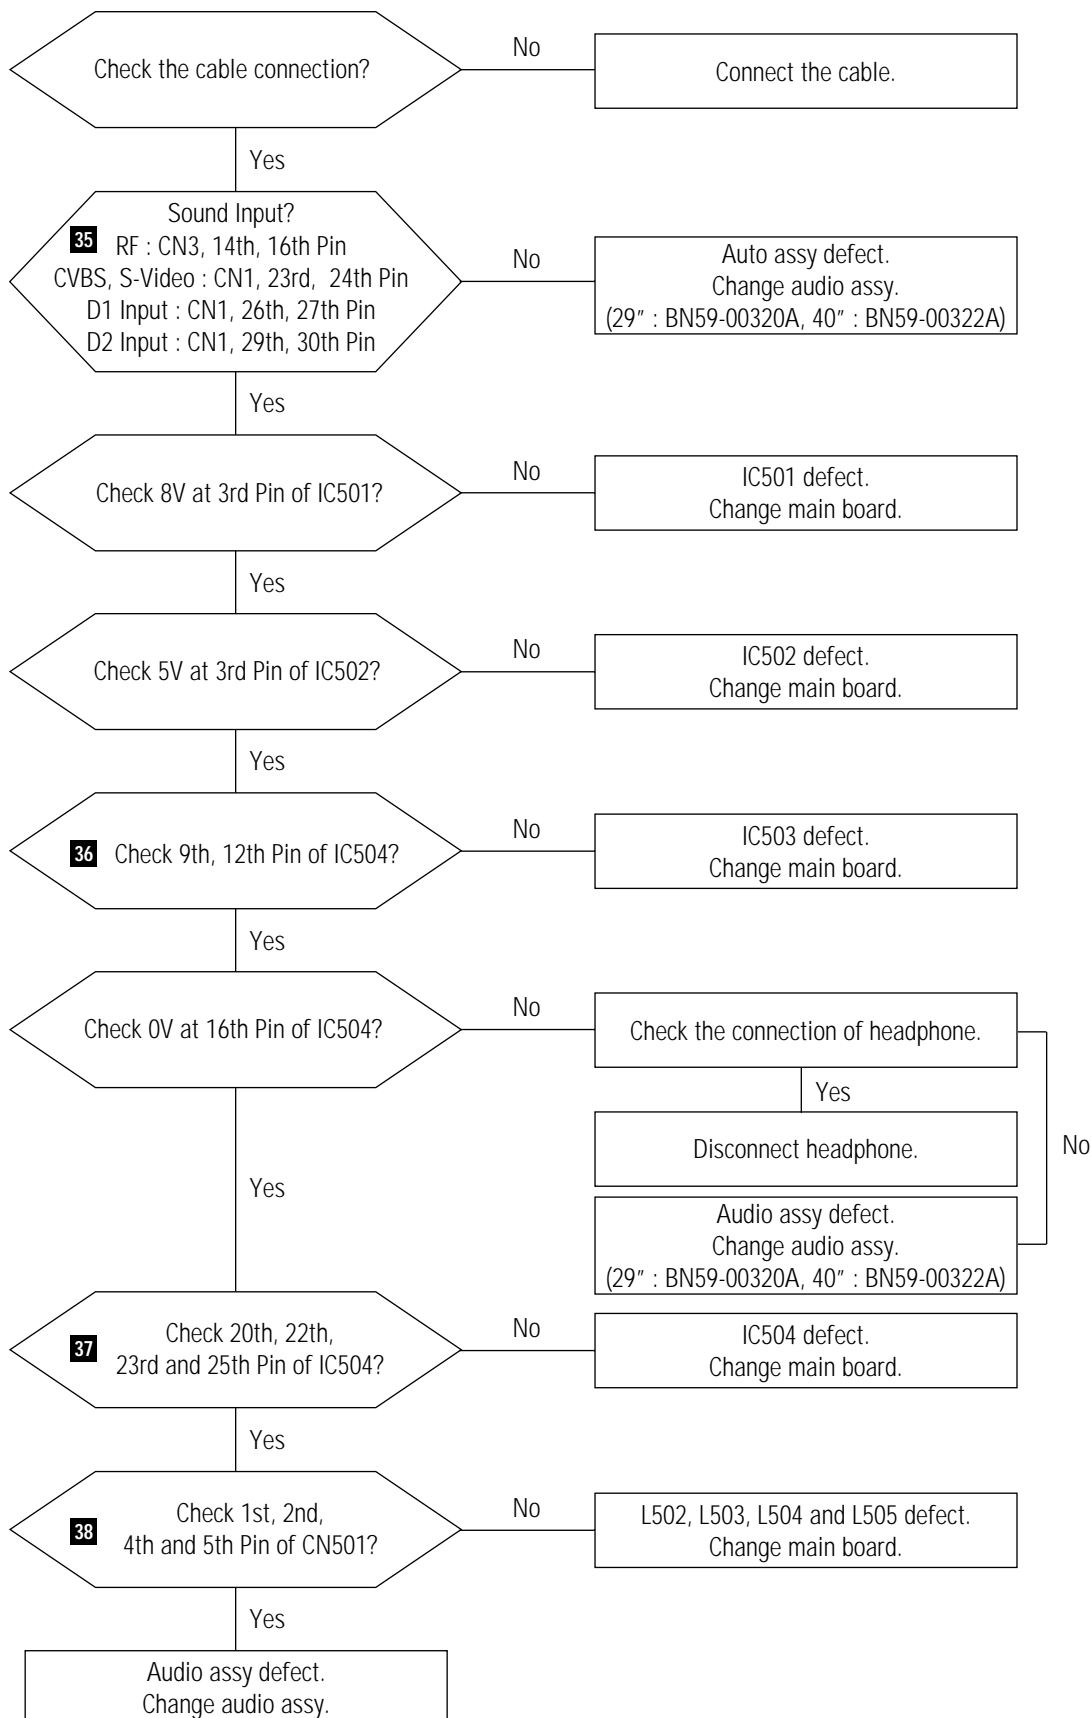 Check the cable connection?
No
Connect the cable.
Yes
Sound Input?
35 RF : CN3, 14th, 16th Pin
CVBS, S-Video : CN1, 23rd, 24th Pin
D1 Input : CN1, 26th, 27th Pin
D2 Input : CN1, 29th, 30th Pin
No
Auto assy defect.
Change audio assy.
(29" : BN59-00320A, 40" : BN59-00322A)
Yes
Check 8V at 3rd Pin of IC501?
No
IC501 defect.
Change main board.
Yes
Check 5V at 3rd Pin of IC502?
No
IC502 defect.
Change main board.
Yes
36 Check 9th, 12th Pin of IC504?
No
IC503 defect.
Change main board.
Yes
Check 0V at 16th Pin of IC504?
No
Check the connection of headphone.
Yes
Disconnect headphone.
No
Audio assy defect.
Change audio assy.
(29" : BN59-00320A, 40" : BN59-00322A)
Yes
37 Check 20th, 22th,
23rd and 25th Pin of IC504?
No
IC504 defect.
Change main board.
Yes
38 Check 1st, 2nd,
4th and 5th Pin of CN501?
No
L502, L503, L504 and L505 defect.
Change main board.
Yes
Audio assy defect.
Change audio assy.